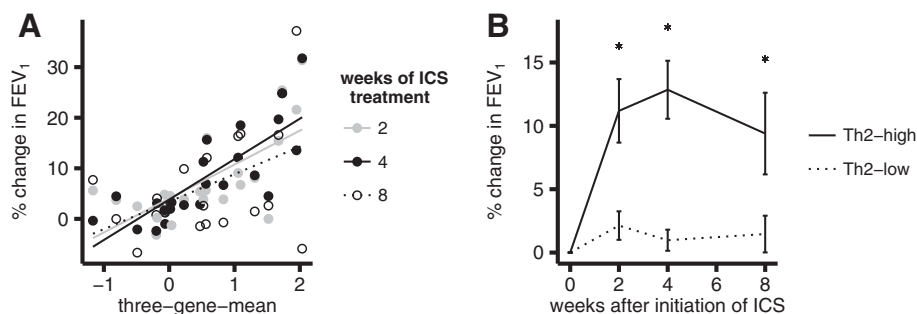 A
% change in FEV1
30
20
10
0
−1
0
1
2
three−gene−mean
weeks of ICS
treatment
2
4
8
B
% change in FEV1
15
10
5
0
* * *
0
2
4
6
8
weeks after initiation of ICS
Th2−high
Th2−low